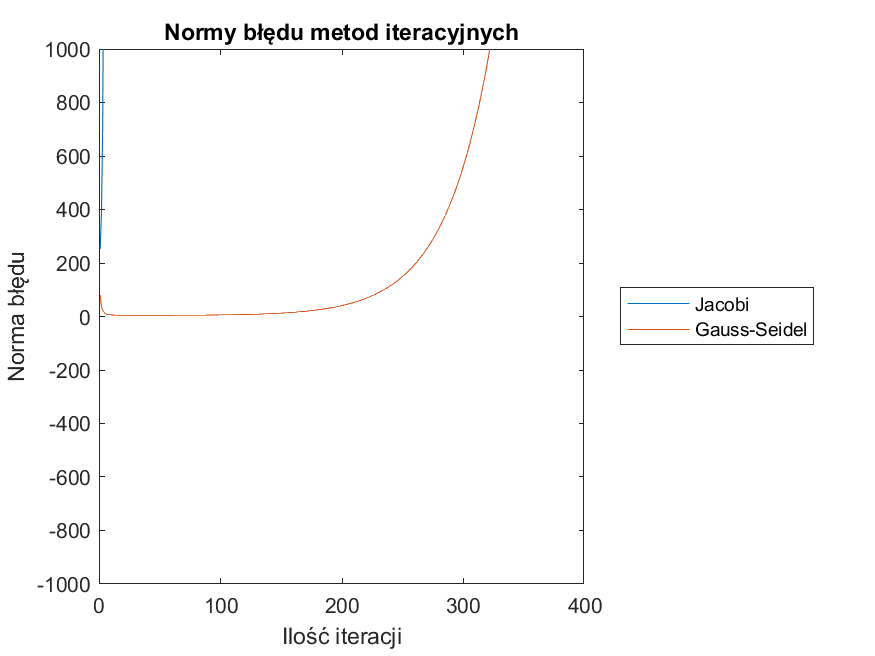 Normy błędu metod iteracyjnych
1000
800
600
400
200
0
-200
-400
-600
-800
-1000
Norma błędu
0 100 200 300 400
Ilość iteracji
Jacobi
Gauss-Seidel